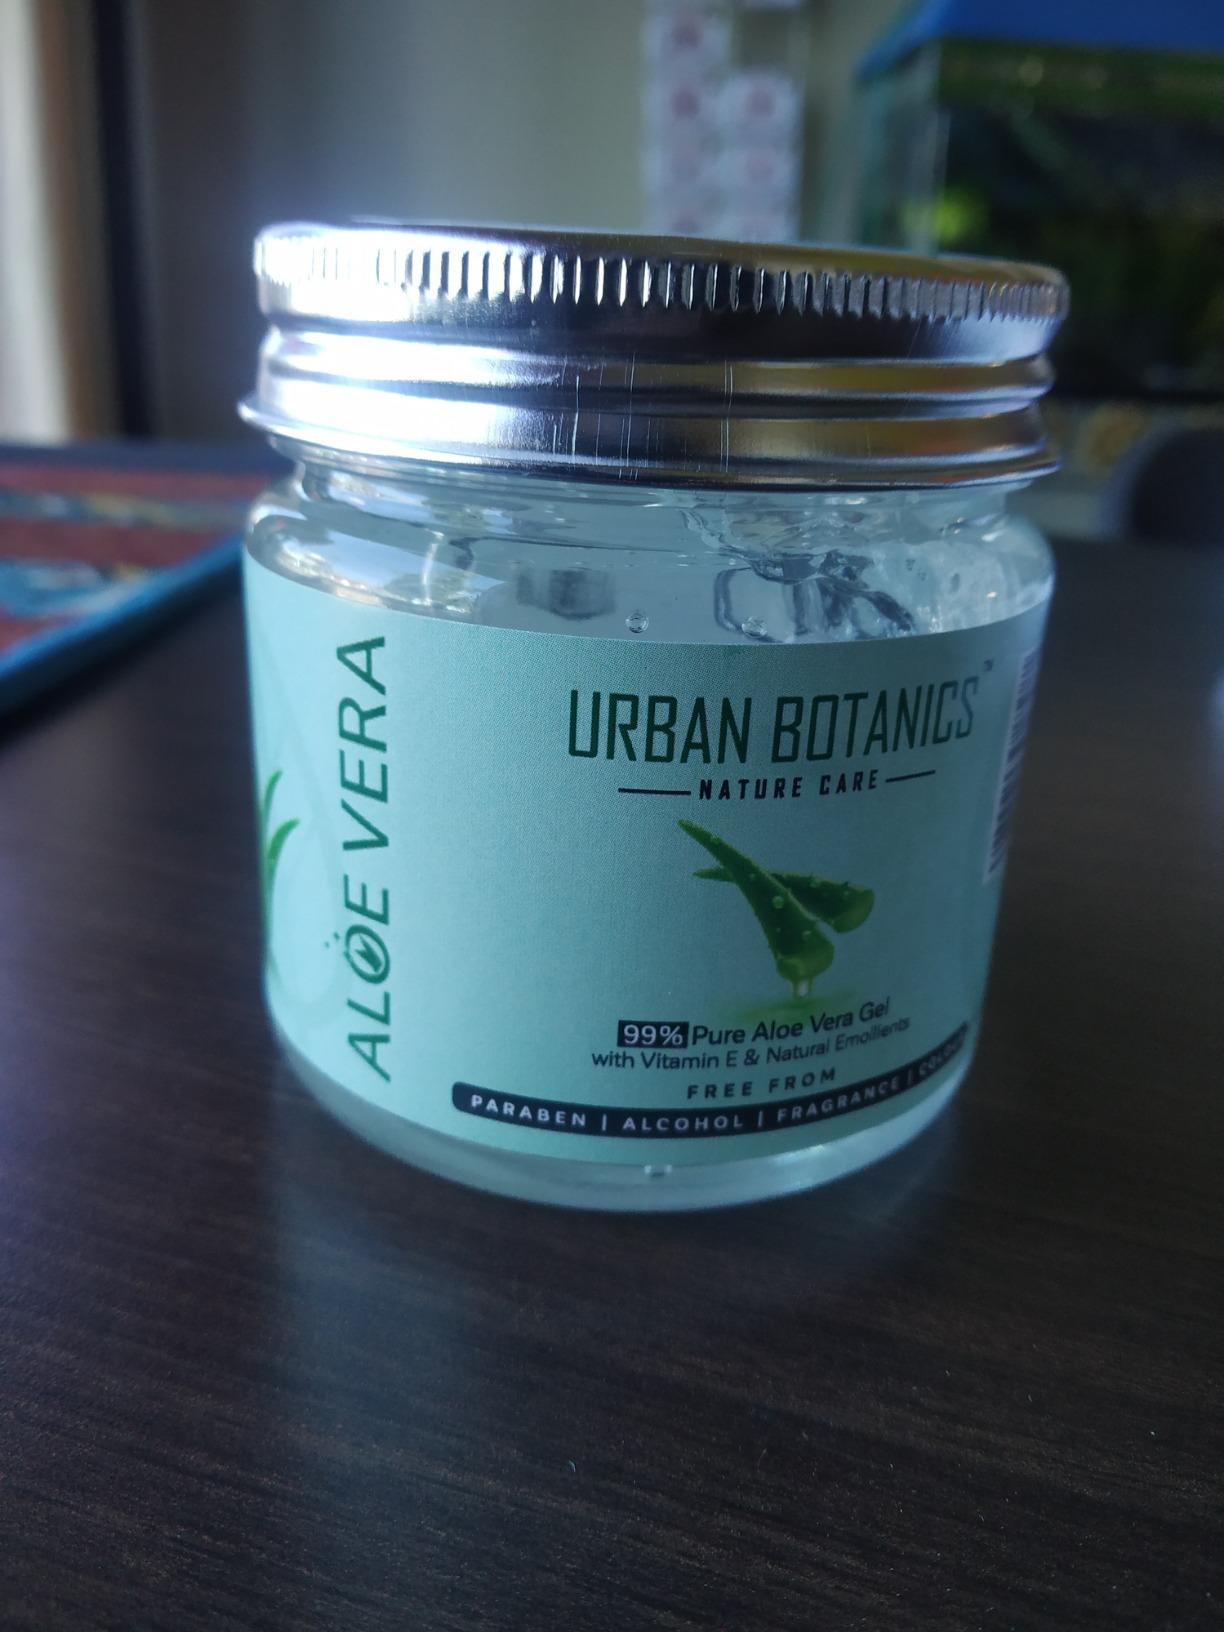 ALOE VERA
URBAN BOTANICS™
NATURE CARE
99% Pure Aloe Vera Gel
with Vitamin E & Natural Emollients
FREE FROM
PARABEN | ALCOHOL | FRAGRANCE | COLOUR